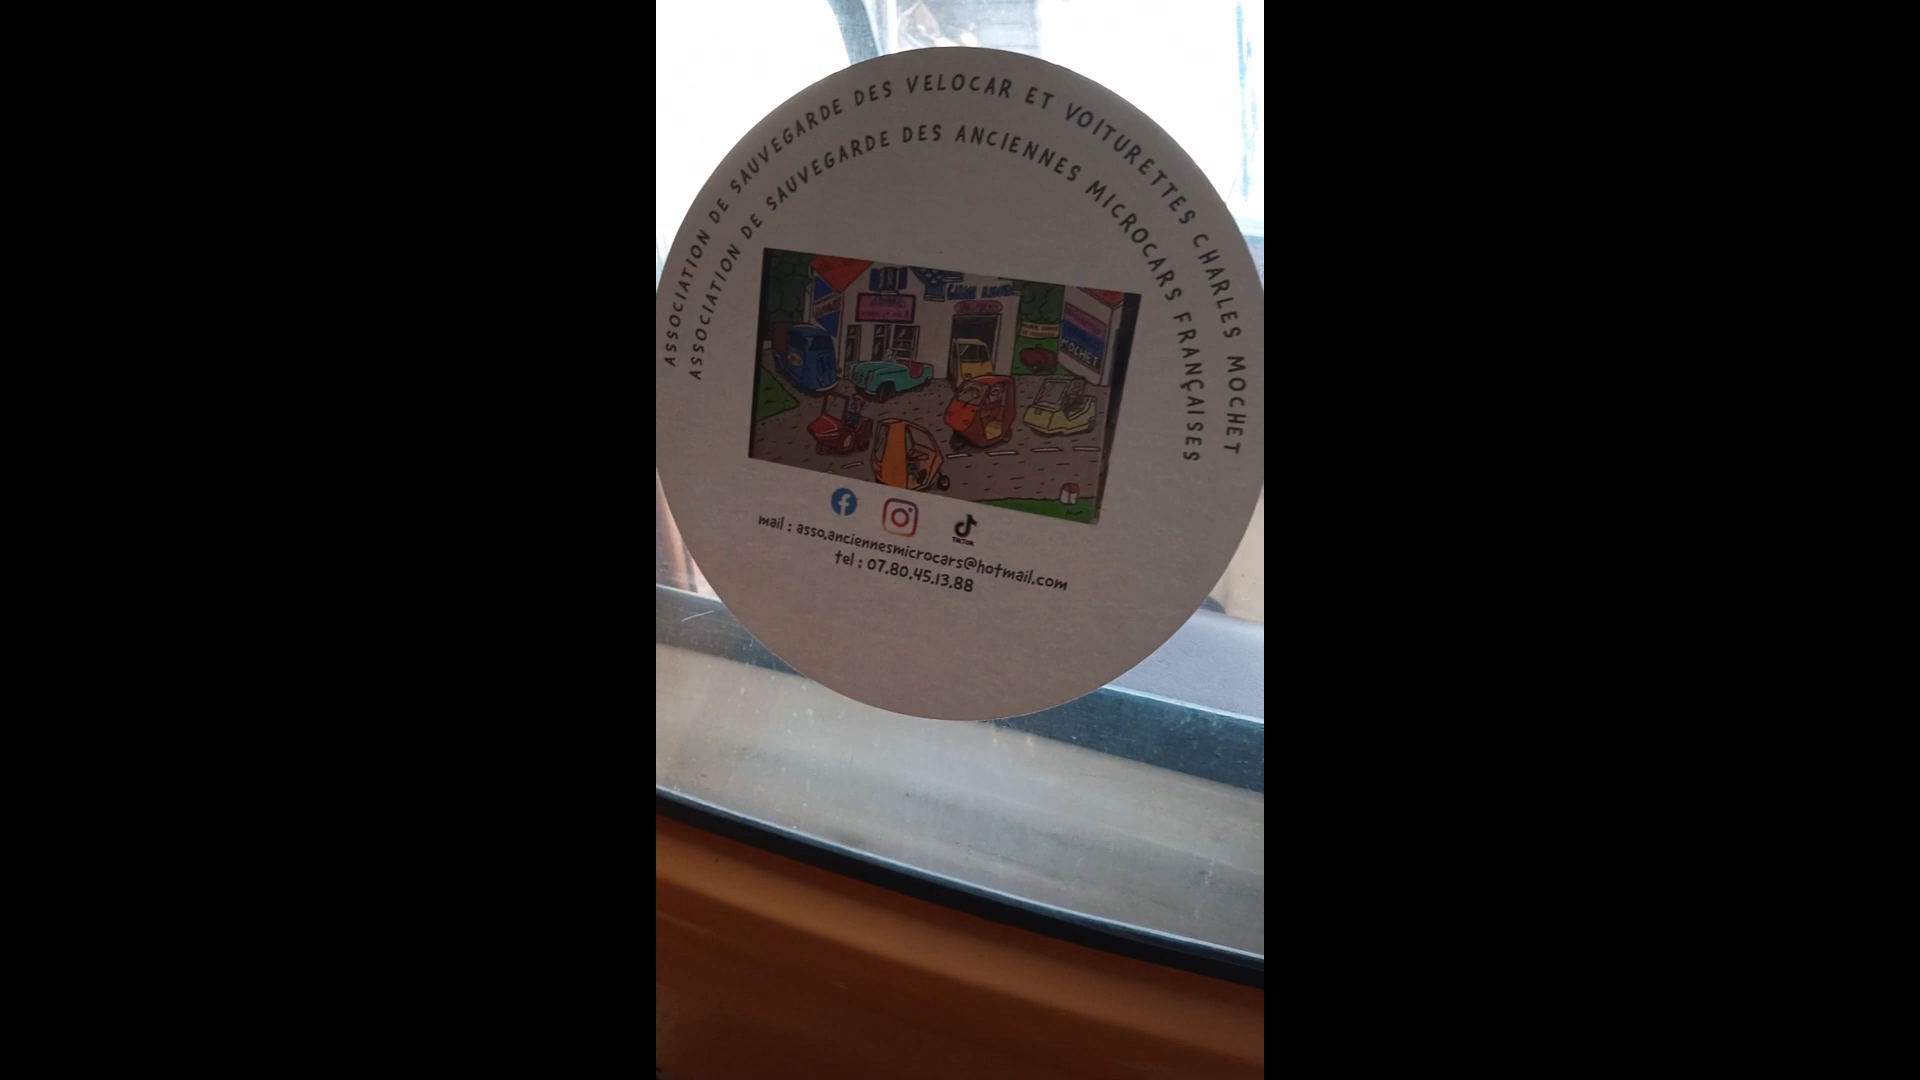 ASSOCIATION DE SAUVEGARDE DES VELOCAR ET VOITURETTES CHARLES MOCHET
ASSOCIATION DE SAUVEGARDE DES ANCIENNES MICROCARS FRANÇAISES
MOCHET
TikTok
mail : asso.anciennesmicrocars@hotmail.com
tel : 07.80.45.13.88